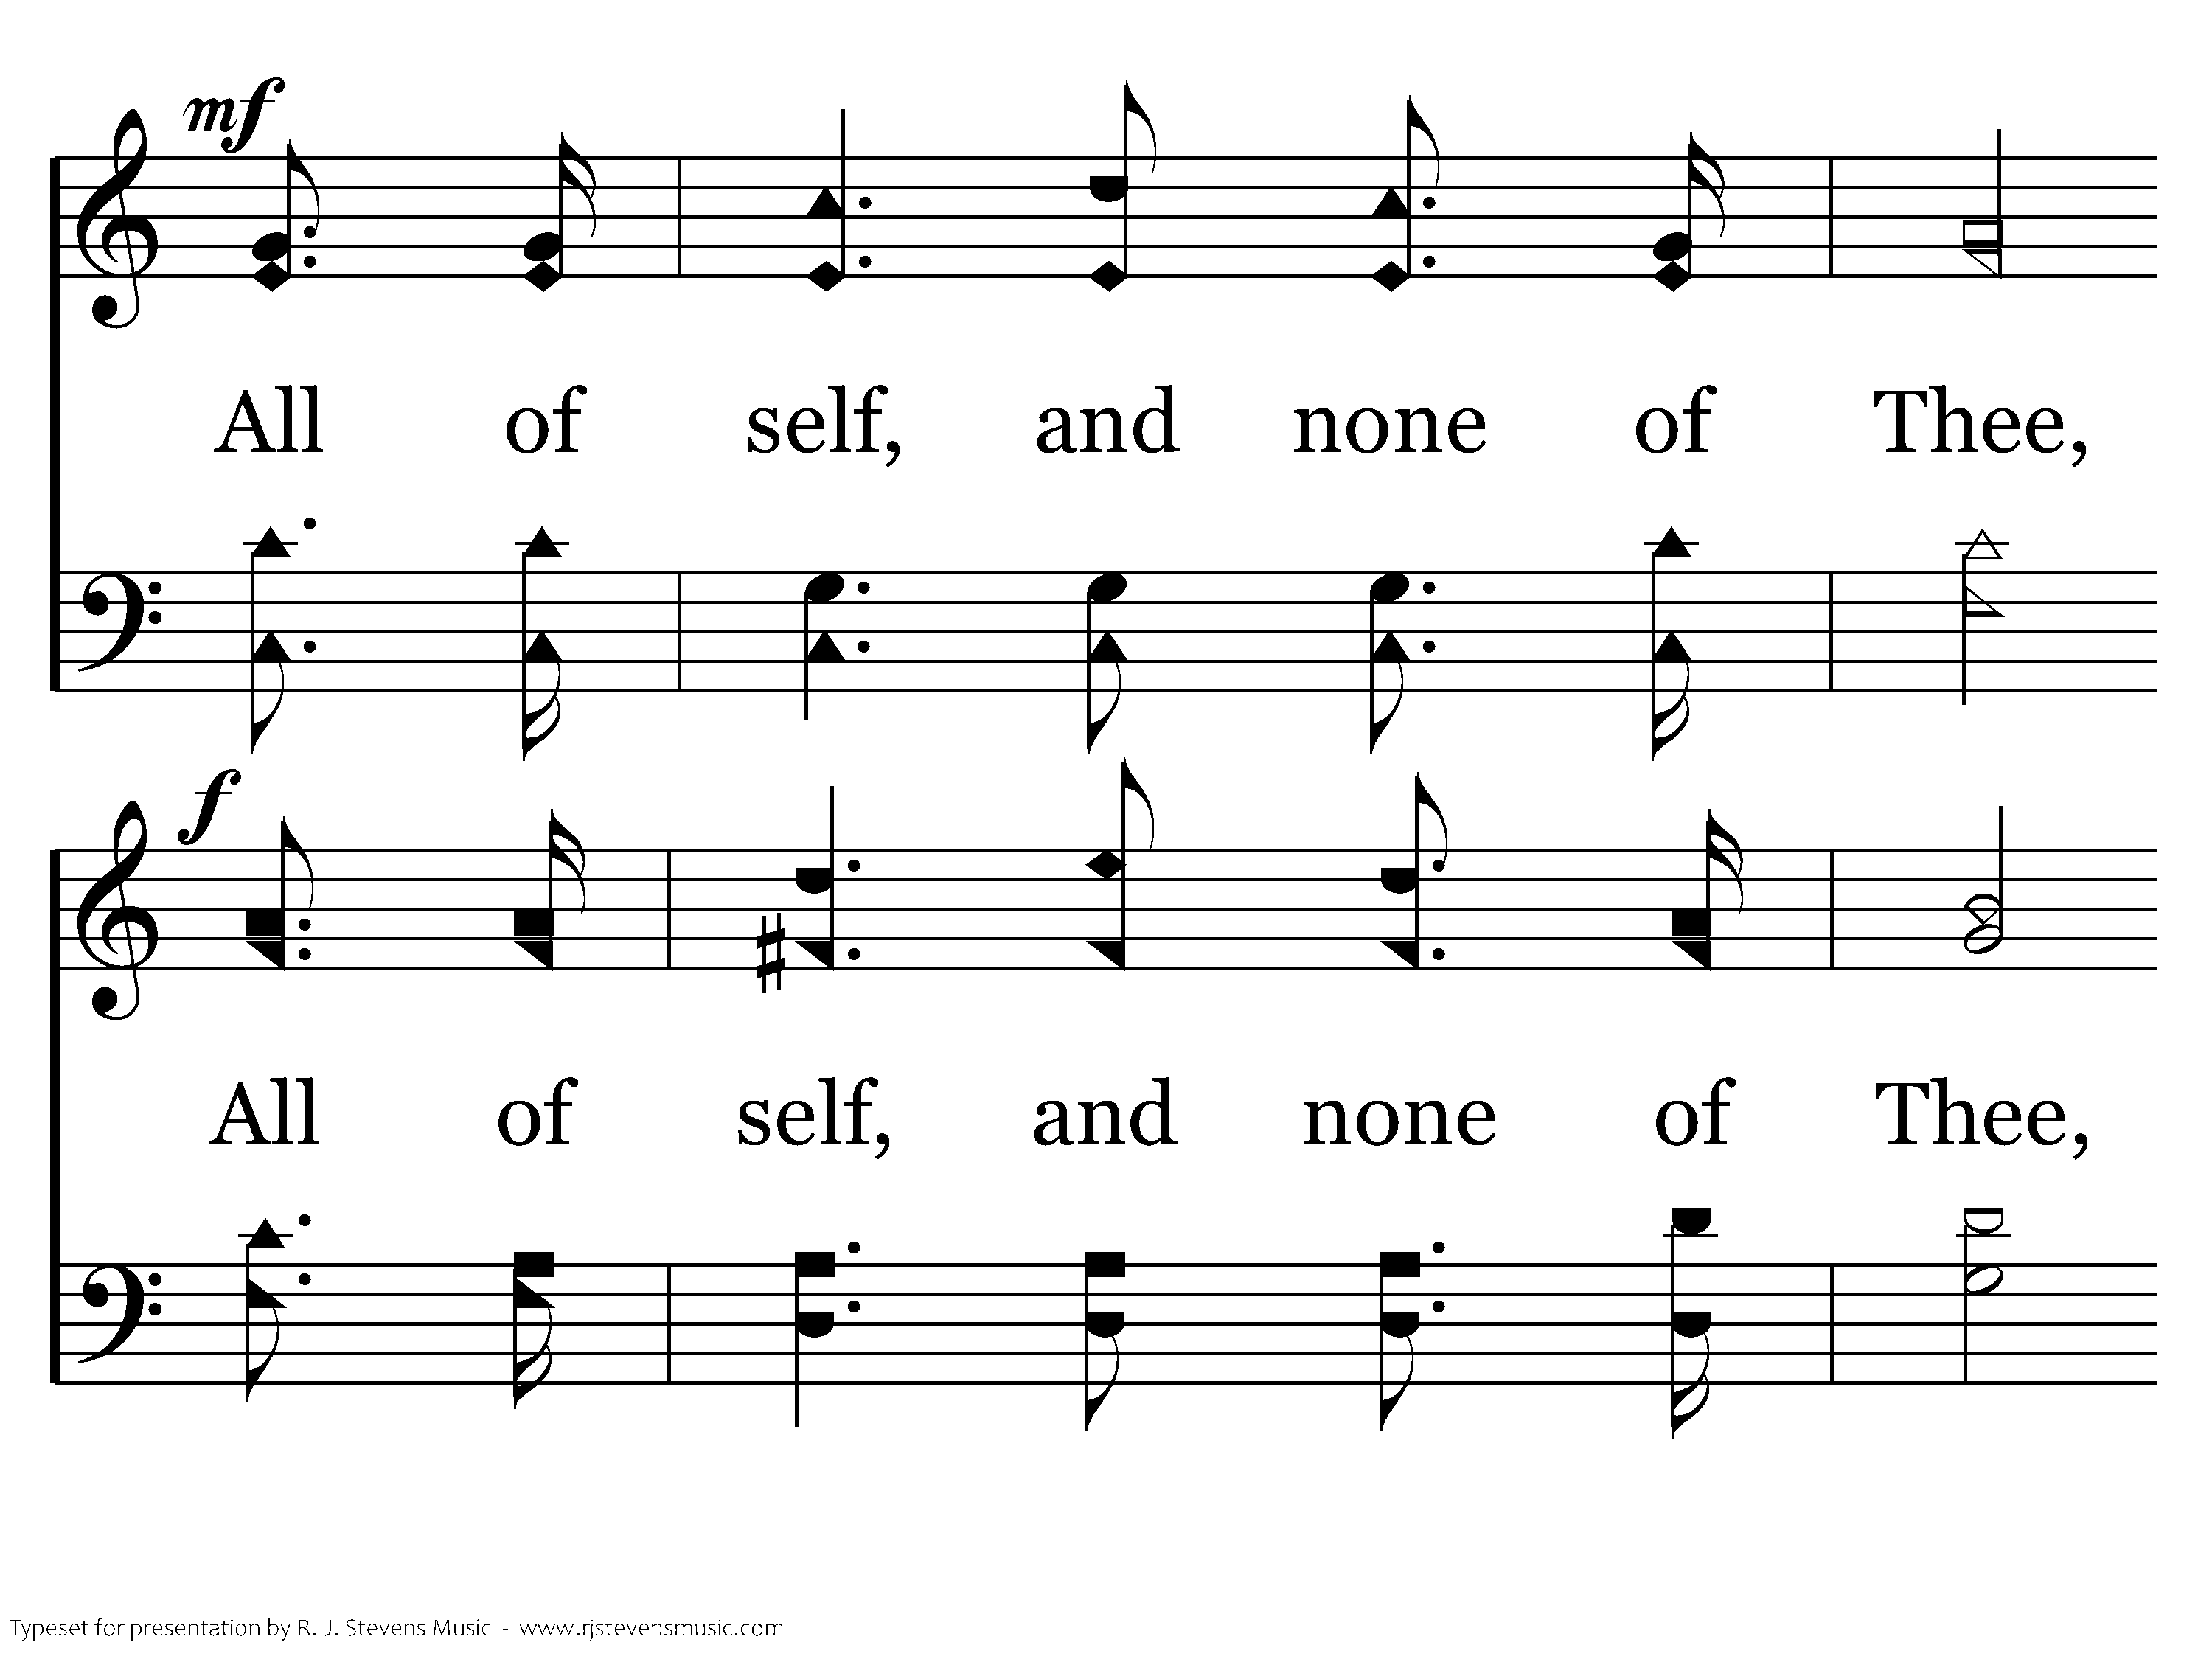 mf
All of self, and none of Thee,
f
All of self, and none of Thee,
Typeset for presentation by R. J. Stevens Music - www.rjstevensmusic.com